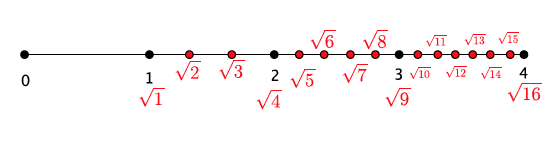 √6 √8 √11 √13 √15
0 1 √2 √3 2 √5 √7 3 √10 √12 √14 4
√1 √4 √9 √16